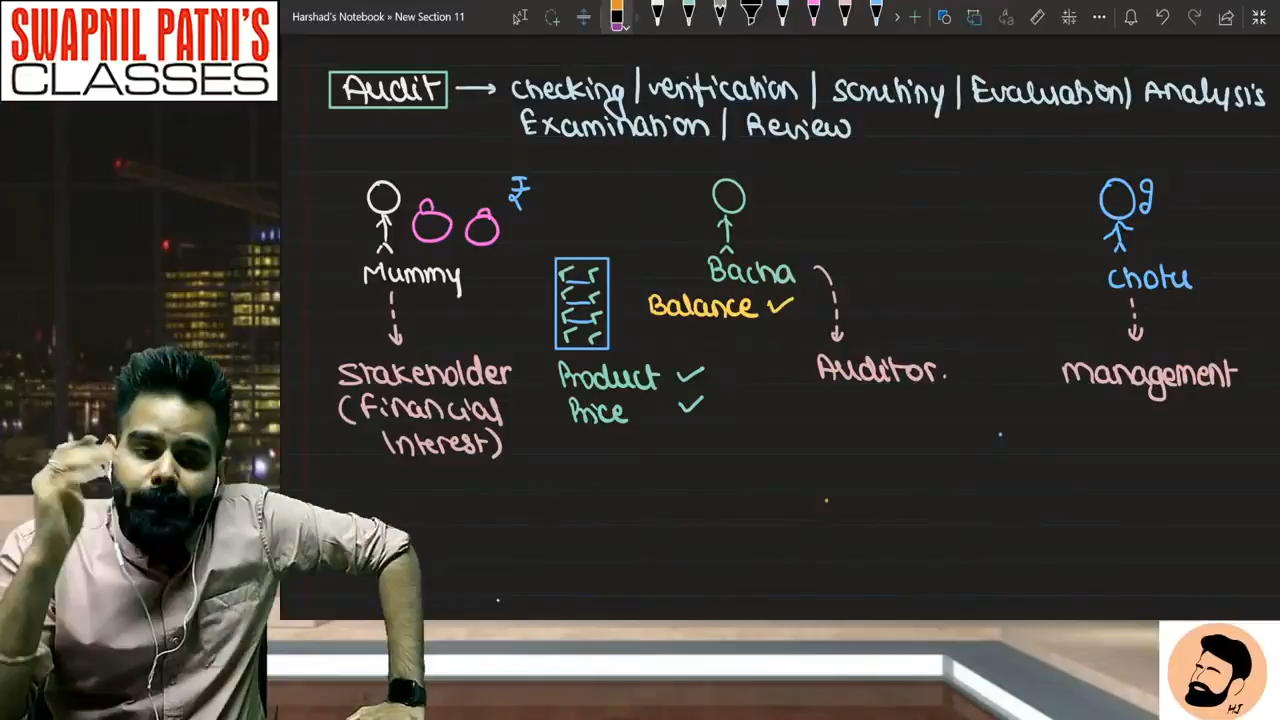 SWAPNIL PATNI'S
CLASSES
Harshad's Notebook » New Section 11
Audit → checking | verification | scrutiny | Evaluation | Analysis
Examination | Review
₹
Mummy
Bacha
chotu
Balance ✓
Stakeholder
(Financial
Interest)
Product ✓
Price ✓
Auditor.
management
HJ